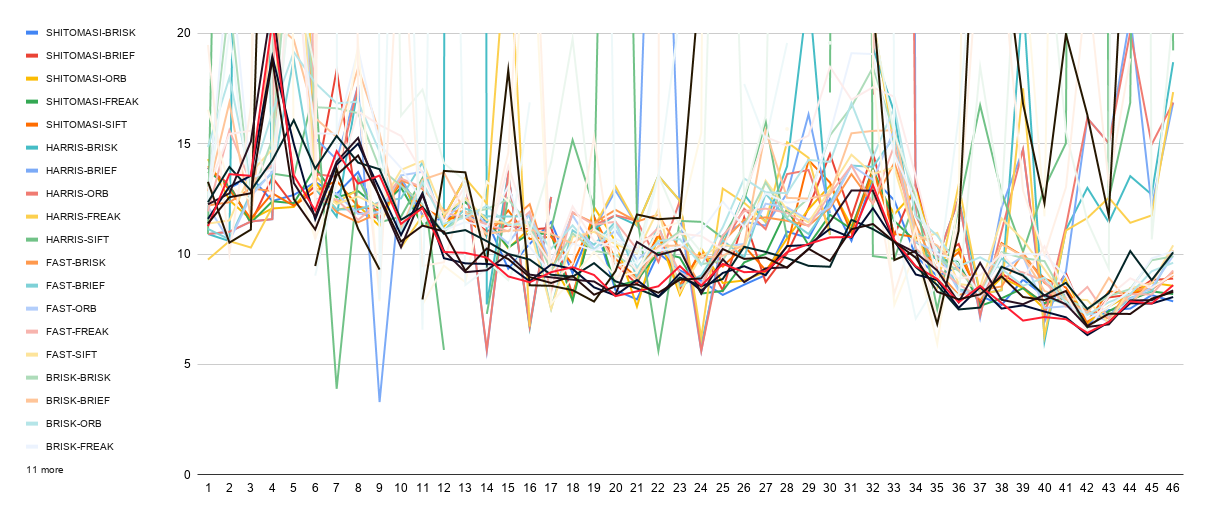 SHITOMASI-BRISK
SHITOMASI-BRIEF
SHITOMASI-ORB
SHITOMASI-FREAK
SHITOMASI-SIFT
HARRIS-BRISK
HARRIS-BRIEF
HARRIS-ORB
HARRIS-FREAK
HARRIS-SIFT
FAST-BRISK
FAST-BRIEF
FAST-ORB
FAST-FREAK
FAST-SIFT
BRISK-BRISK
BRISK-BRIEF
BRISK-ORB
BRISK-FREAK
11 more
20
15
10
5
0
1 2 3 4 5 6 7 8 9 10 11 12 13 14 15 16 17 18 19 20 21 22 23 24 25 26 27 28 29 30 31 32 33 34 35 36 37 38 39 40 41 42 43 44 45 46